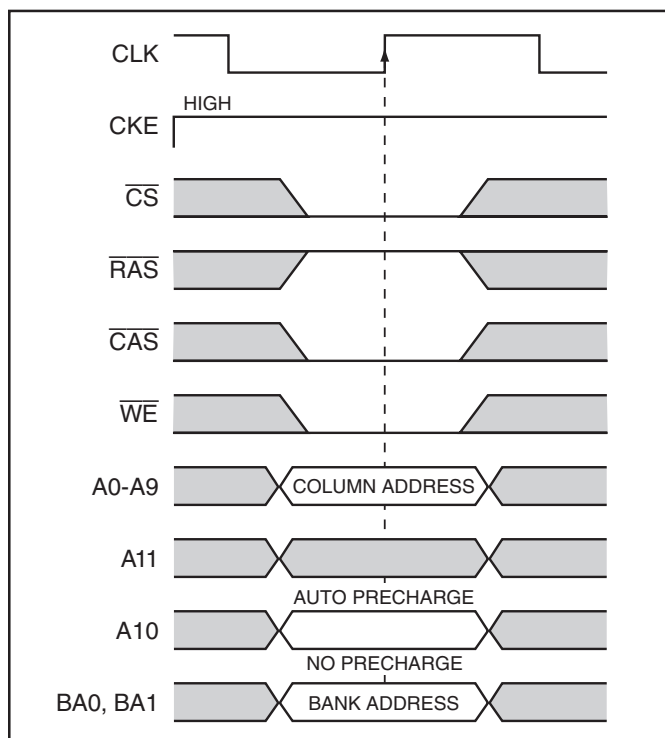 CLK
HIGH
CKE
CS
RAS
CAS
WE
A0-A9 COLUMN ADDRESS
A11
AUTO PRECHARGE
A10
NO PRECHARGE
BA0, BA1 BANK ADDRESS